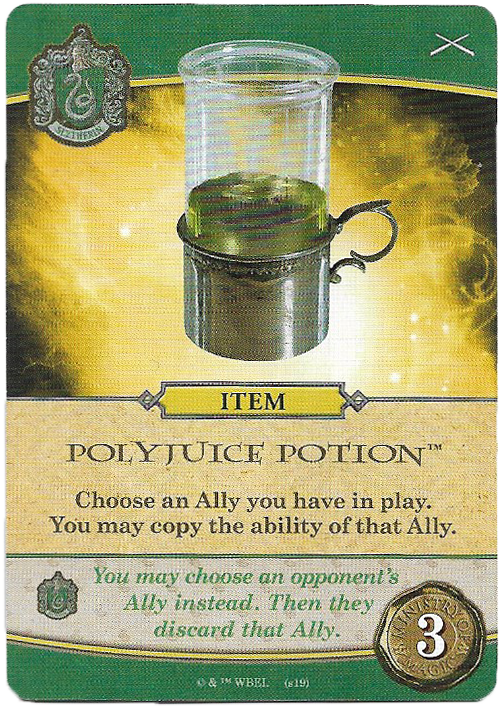 SLYTHERIN
ITEM
POLYJUICE POTION™
Choose an Ally you have in play.
You may copy the ability of that Ally.
You may choose an opponent's
Ally instead. Then they
discard that Ally.
MINISTRY OF MAGIC
3
© & ™ WBEI. (s19)